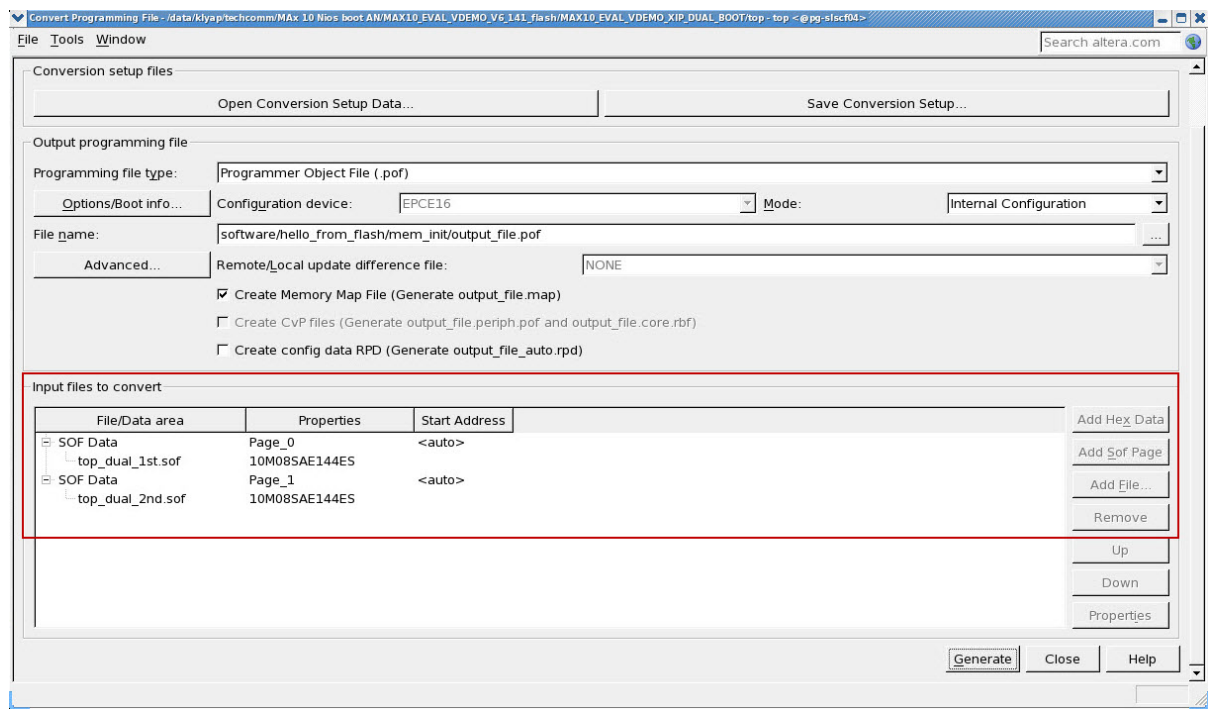 Convert Programming File - /data/klyap/techcomm/MAx 10 Nios boot AN/MAX10_EVAL_VDEMO_V6_141_flash/MAX10_EVAL_VDEMO_XIP_DUAL_BOOT/top - top <@pg-slscf04>
File Tools Window Search altera.com
Conversion setup files
Open Conversion Setup Data... Save Conversion Setup...
Output programming file
Programming file type: Programmer Object File (.pof)
Options/Boot info... Configuration device: EPCE16 Mode: Internal Configuration
File name: software/hello_from_flash/mem_init/output_file.pof ...
Advanced... Remote/Local update difference file: NONE
Create Memory Map File (Generate output_file.map)
Create CvP files (Generate output_file.periph.pof and output_file.core.rbf)
Create config data RPD (Generate output_file_auto.rpd)
Input files to convert
File/Data area Properties Start Address Add Hex Data
SOF Data Page_0 <auto>
top_dual_1st.sof 10M08SAE144ES Add Sof Page
SOF Data Page_1 <auto> Add File...
top_dual_2nd.sof 10M08SAE144ES
Remove
Up
Down
Properties
Generate Close Help